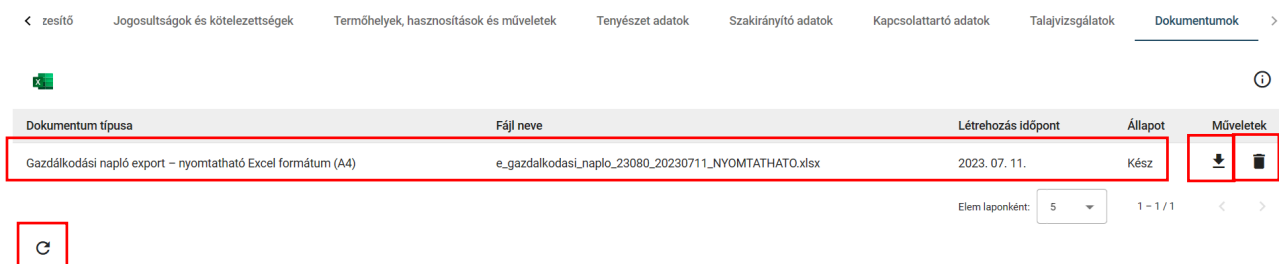 zesítő Jogosultságok és kötelezettségek Termőhelyek, hasznosítások és műveletek Tenyészet adatok Szakirányító adatok Kapcsolattartó adatok Talajvizsgálatok Dokumentumok
Dokumentum típusa Fájl neve Létrehozás időpont Állapot Műveletek
Gazdálkodási napló export – nyomtatható Excel formátum (A4) e_gazdalkodasi_naplo_23080_20230711_NYOMTATHATO.xlsx 2023. 07. 11. Kész
Elem laponként: 5 1 – 1 / 1